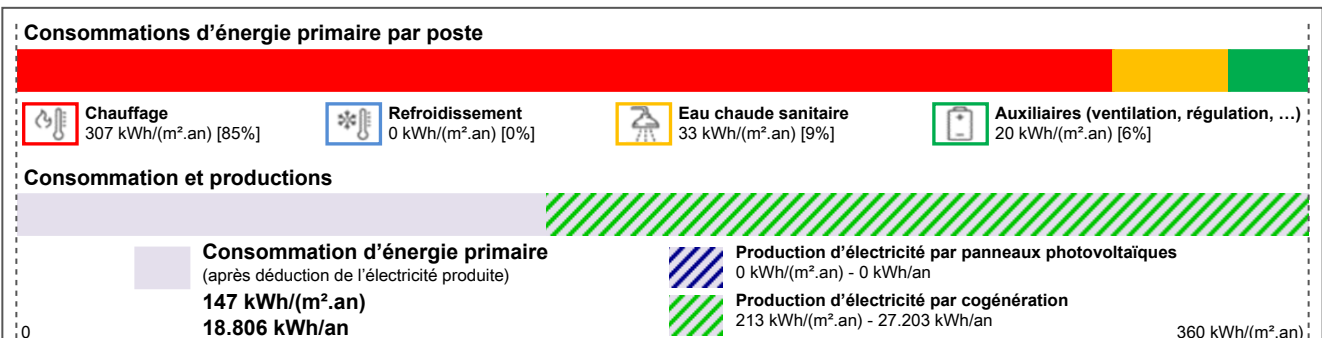 Consommations d’énergie primaire par poste
Chauffage
307 kWh/(m².an) [85%]
Refroidissement
0 kWh/(m².an) [0%]
Eau chaude sanitaire
33 kWh/(m².an) [9%]
Auxiliaires (ventilation, régulation, …)
20 kWh/(m².an) [6%]
Consommation et productions
Consommation d’énergie primaire
(après déduction de l’électricité produite)
147 kWh/(m².an)
18.806 kWh/an
Production d’électricité par panneaux photovoltaïques
0 kWh/(m².an) - 0 kWh/an
Production d’électricité par cogénération
213 kWh/(m².an) - 27.203 kWh/an
0
360 kWh/(m².an)